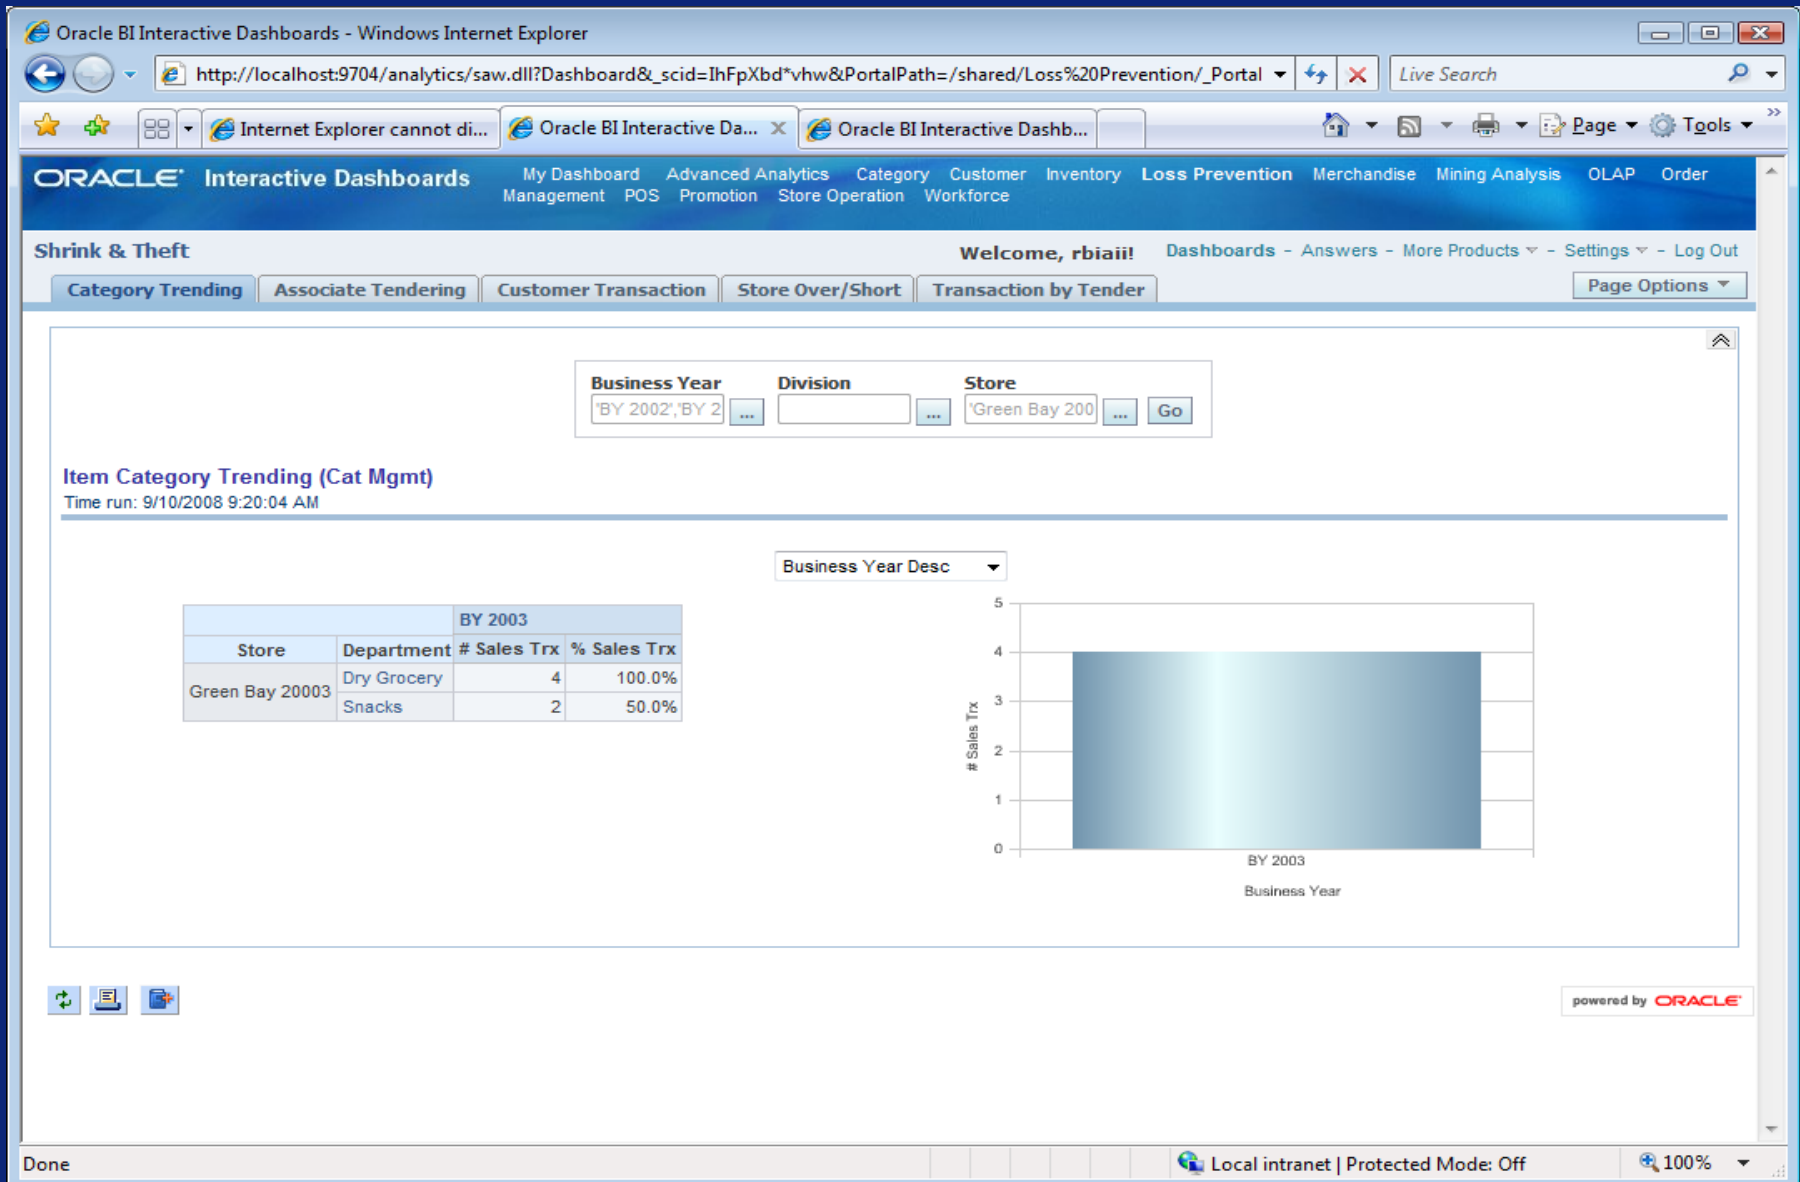 Oracle BI Interactive Dashboards - Windows Internet Explorer
http://localhost:9704/analytics/saw.dll?Dashboard&_scid=IhFpXbd*vhw&PortalPath=/shared/Loss%20Prevention/_Portal
Live Search
Internet Explorer cannot di...
Oracle BI Interactive Da...
Oracle BI Interactive Dashb...
Page
Tools
ORACLE Interactive Dashboards
My Dashboard Advanced Analytics Category Customer Inventory Loss Prevention Merchandise Mining Analysis OLAP Order
Management POS Promotion Store Operation Workforce
Shrink & Theft
Welcome, rbiaii! Dashboards - Answers - More Products - Settings - Log Out
Category Trending Associate Tendering Customer Transaction Store Over/Short Transaction by Tender
Page Options
Business Year Division Store
'BY 2002','BY 2 ... ... 'Green Bay 200 ... Go
Item Category Trending (Cat Mgmt)
Time run: 9/10/2008 9:20:04 AM
Business Year Desc
BY 2003
Store Department # Sales Trx % Sales Trx
Green Bay 20003
Dry Grocery 4 100.0%
Snacks 2 50.0%
5
4
3
2
1
0
# Sales Trx
BY 2003
Business Year
powered by ORACLE
Done
Local intranet | Protected Mode: Off
100%